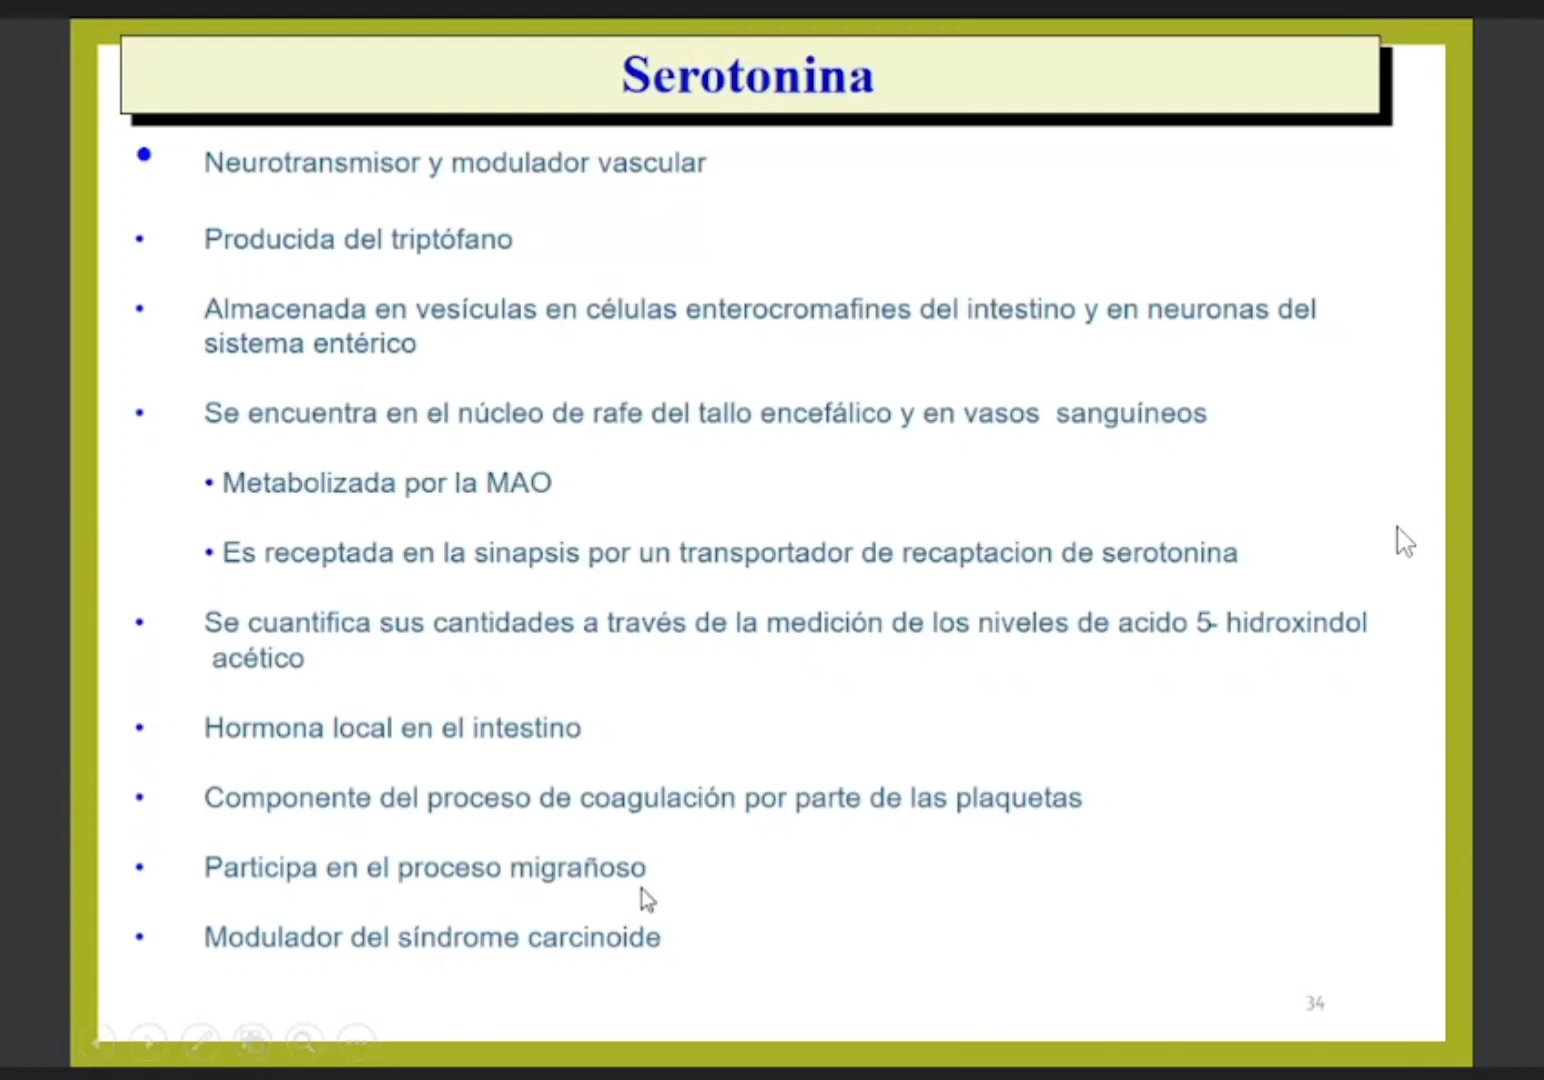 Serotonina
• Neurotransmisor y modulador vascular
• Producida del triptófano
• Almacenada en vesículas en células enterocromafines del intestino y en neuronas del
sistema entérico
• Se encuentra en el núcleo de rafe del tallo encefálico y en vasos  sanguíneos
• Metabolizada por la MAO
• Es receptada en la sinapsis por un transportador de recaptacion de serotonina
• Se cuantifica sus cantidades a través de la medición de los niveles de acido 5- hidroxindol
acético
• Hormona local en el intestino
• Componente del proceso de coagulación por parte de las plaquetas
• Participa en el proceso migrañoso
• Modulador del síndrome carcinoide
34